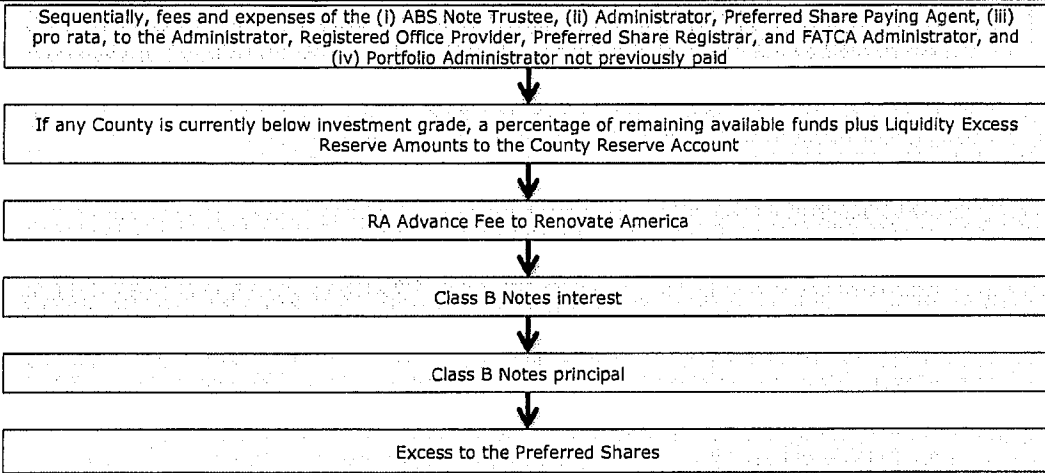 Sequentially, fees and expenses of the (i) ABS Note Trustee, (ii) Administrator, Preferred Share Paying Agent, (iii)
pro rata, to the Administrator, Registered Office Provider, Preferred Share Registrar, and FATCA Administrator, and
(iv) Portfolio Administrator not previously paid
If any County is currently below investment grade, a percentage of remaining available funds plus Liquidity Excess
Reserve Amounts to the County Reserve Account
RA Advance Fee to Renovate America
Class B Notes interest
Class B Notes principal
Excess to the Preferred Shares